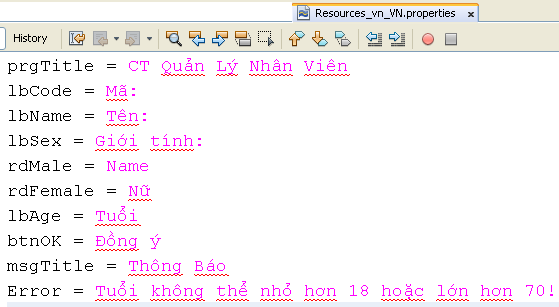 Resources_vn_VN.properties
History
prgTitle = CT Quản Lý Nhân Viên
lbCode = Mã:
lbName = Tên:
lbSex = Giới tính:
rdMale = Name
rdFemale = Nữ
lbAge = Tuổi
btnOK = Đồng ý
msgTitle = Thông Báo
Error = Tuổi không thể nhỏ hơn 18 hoặc lớn hơn 70!